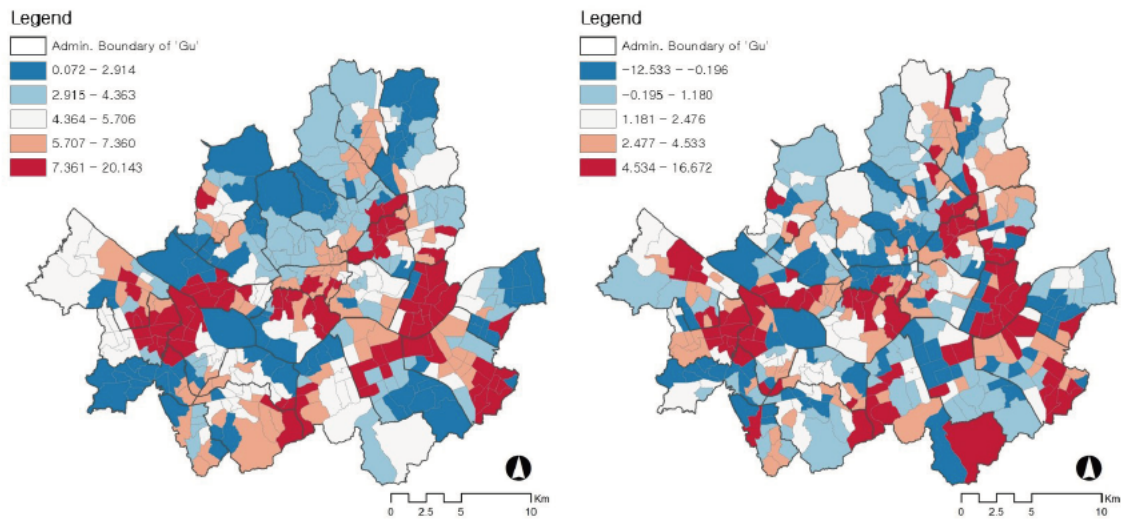 Legend
Admin. Boundary of 'Gu'
0.072 - 2.914
2.915 - 4.363
4.364 - 5.706
5.707 - 7.360
7.361 - 20.143
Km
0 2.5 5 10
Legend
Admin. Boundary of 'Gu'
-12.533 - -0.196
-0.195 - 1.180
1.181 - 2.476
2.477 - 4.533
4.534 - 16.672
Km
0 2.5 5 10